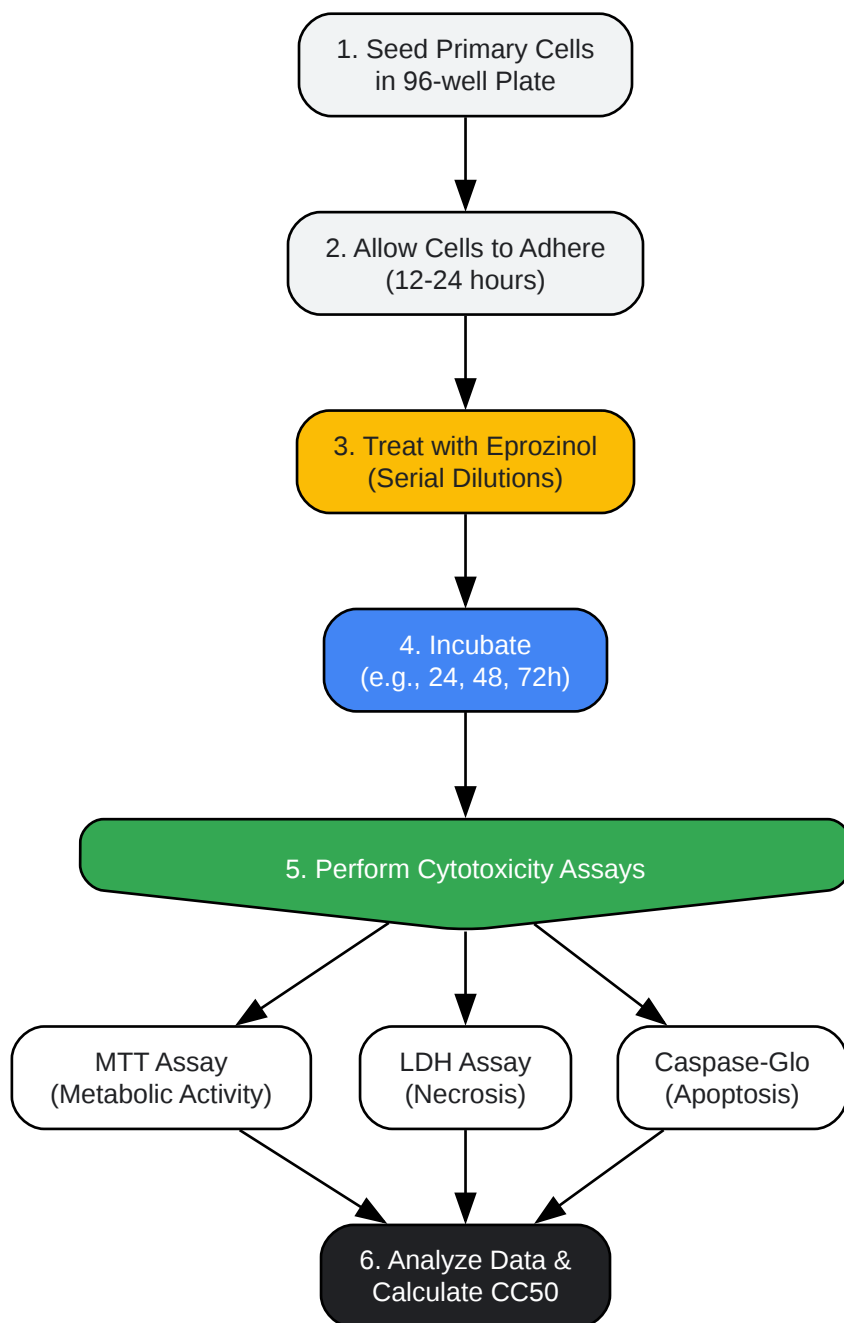 1. Seed Primary Cells
in 96-well Plate
2. Allow Cells to Adhere
(12-24 hours)
3. Treat with Eprozinol
(Serial Dilutions)
4. Incubate
(e.g., 24, 48, 72h)
5. Perform Cytotoxicity Assays
MTT Assay
(Metabolic Activity)
LDH Assay
(Necrosis)
Caspase-Glo
(Apoptosis)
6. Analyze Data &
Calculate CC50